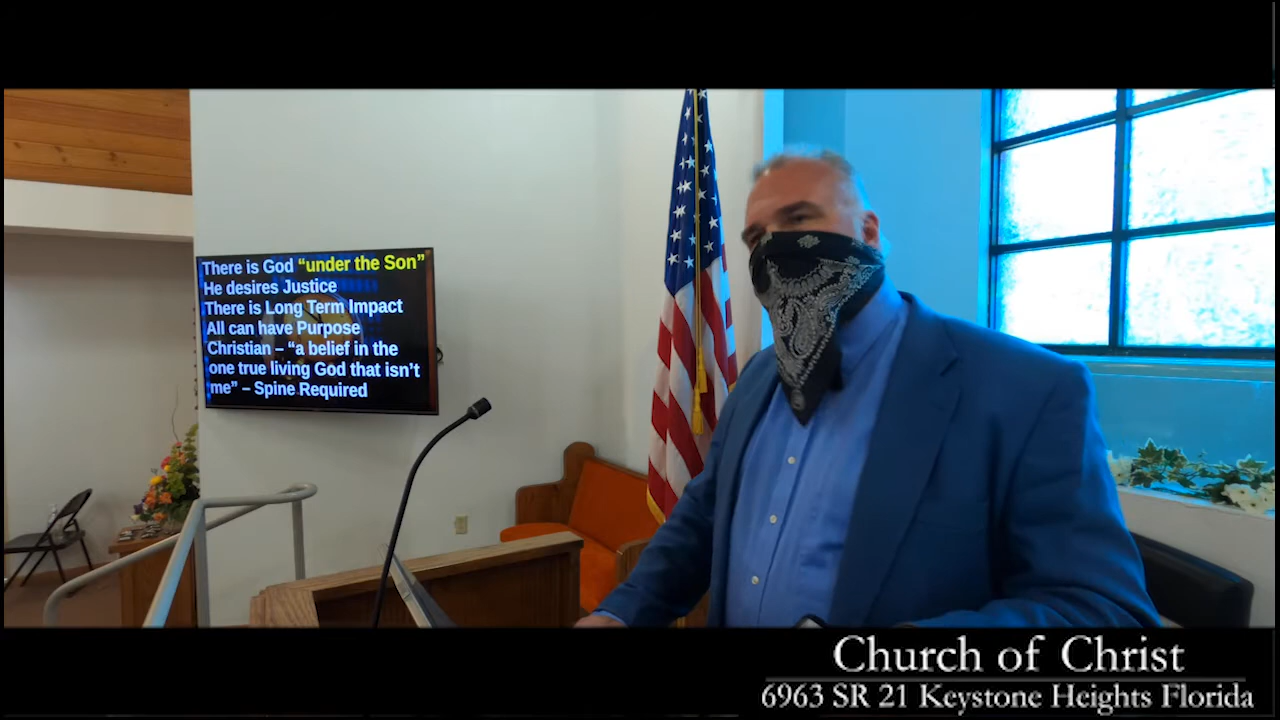 There is God “under the Son”
He desires Justice
There is Long Term Impact
All can have Purpose
Christian – “a belief in the
one true living God that isn’t
me” – Spine Required
Church of Christ
6963 SR 21 Keystone Heights Florida